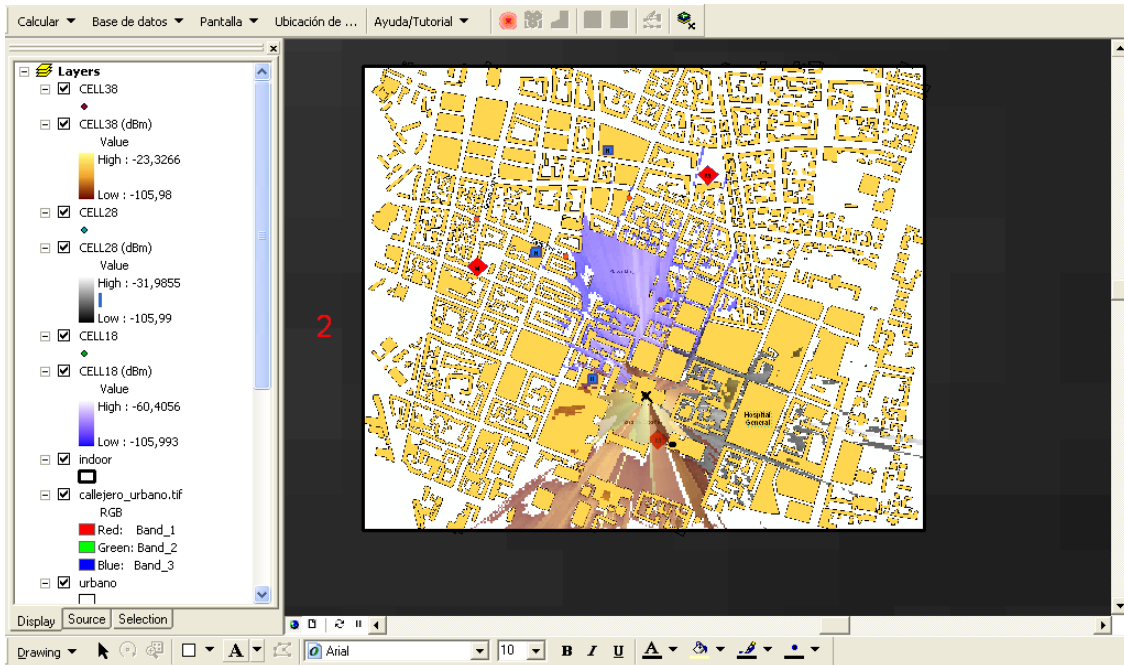 Calcular Base de datos Pantalla Ubicación de ... Ayuda/Tutorial
Layers
CELL38
CELL38 (dBm)
Value
High : -23,3266
Low : -105,98
CELL28
CELL28 (dBm)
Value
High : -31,9855
Low : -105,99
CELL18
CELL18 (dBm)
Value
High : -60,4056
Low : -105,993
indoor
callejero_urbano.tif
RGB
Red: Band_1
Green: Band_2
Blue: Band_3
urbano
Display Source Selection
2
Hospital
General
Drawing A Arial 10 B I U A